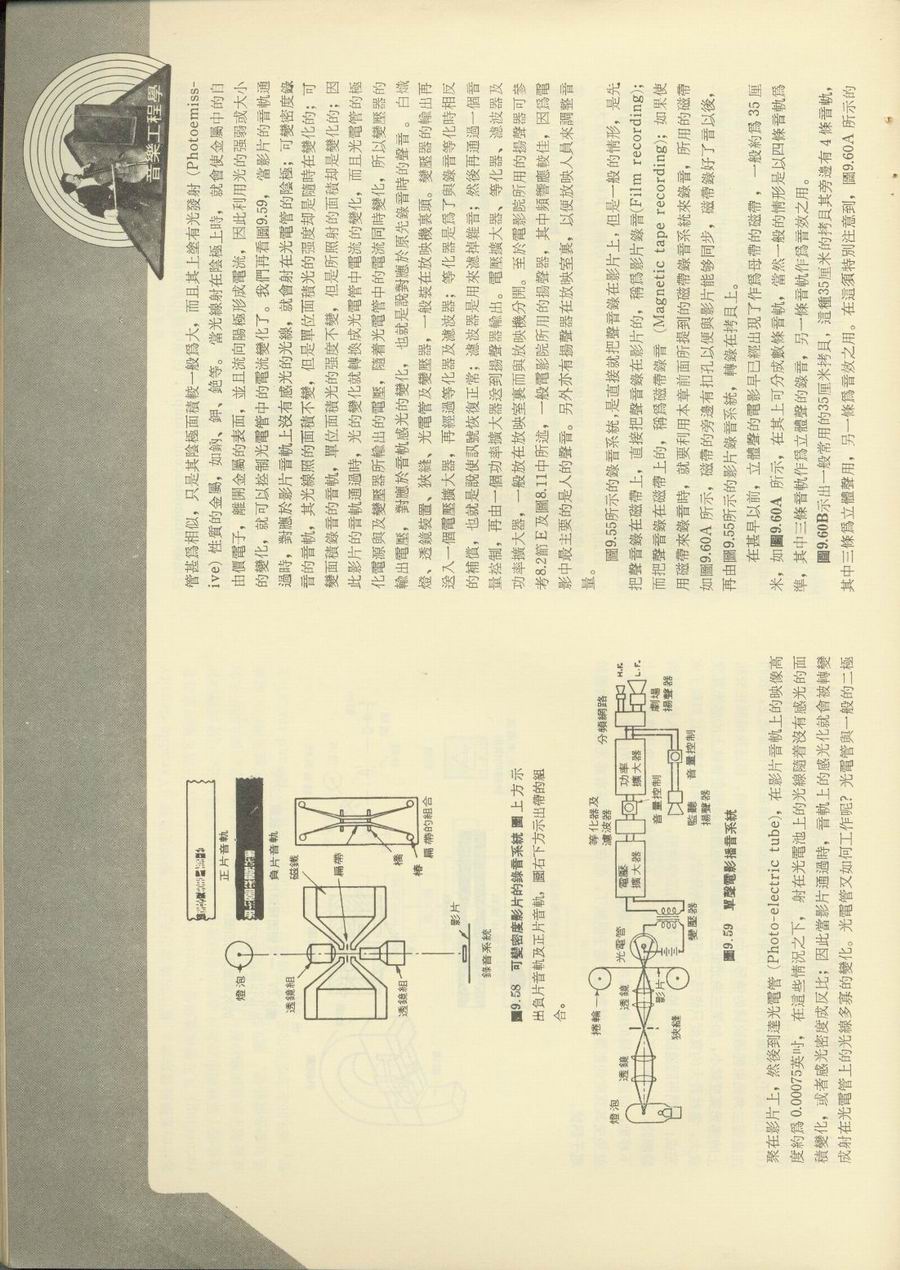 正片音軌
負片音軌
燈泡
磁鐵
扁帶
透鏡組
橋
棬
扁帶的組合
透鏡組
影片
錄音系統
圖9.58 可變密度影片的錄音系統 圖上方示
出負片音軌及正片音軌，圖右下方示出帶的組
合。
燈泡
透鏡
捲輪
透鏡
狹縫
影片
光電管
變壓器
電壓
擴大器
等化器及
濾波器
音量控制
功率
擴大器
分頻網路
H.F.
L.F.
劇場
揚聲器
監聽
揚聲器
音量控制
圖9.59 單聲電影播音系統
聚在影片上，然後到達光電管（Photo-electric tube），在影片音軌上的映像高
度約爲 0.00075英吋，在這些情況之下，射在光電池上的光線隨着沒有感光的面
積變化，或者感光密度成反比；因此當影片通過時，音軌上的感光化就會被轉變
成射在光電管上的光線多寡的變化。光電管又如何工作呢？光電管與一般的二極
音樂工程學
管甚爲相似，只是其陰極面積較一般爲大，而且其上塗有光發射（Photoemiss-
ive）性質的金屬，如鈉、鉀、銫等。當光線射在陰極上時，就會使金屬中的自
由價電子，離開金屬的表面，並且流向陽極形成電流，因此利用光的强弱或大小
的變化，就可以控制光電管中的電流變化了。我們再看圖9.59，當影片的音軌通
過時，對應於影片音軌上沒有感光的光線，就會射在光電管的陰極；可變密度錄
音的音軌，其光線照的面積不變，但是單位面積光的强度却是隨時在變化的；可
變面積錄音的音軌，單位面積光的强度不變，但是所照射的面積却是變化的；因
此影片的音軌通過時，光的變化就轉換成光電管中電流的變化，而且光電管的極
化電源與及變壓器所輸出的電壓，隨着光電管中的電流同時變化，所以變壓器的
輸出電壓，對應於音軌感光的變化，也就是說對應於原先錄音時的聲音。白熾
燈、透鏡裝置、狹縫、光電管及變壓器，一般裝在放映機裏頭。變壓器的輸出再
送入一個電壓擴大器，再經過等化器及濾波器；等化器是爲了與錄音等化時相反
的補償，也就是說使訊號恢復正常；濾波器是用來濾掉雜音；然後再通過一個音
量控制，再由一個功率擴大器送到揚聲器輸出。電壓擴大器、等化器、濾波器及
功率擴大器，一般放在放映室裏而與放映機分開。至於電影院所用的揚聲器可參
考8.2節 E 及圖8.11中所述，一般電影院所用的揚聲器，其中頻響應較佳，因爲電
影中最主要的是人的聲音。另外亦有揚聲器在放映室裏，以便放映人員來調整音
量。
圖9.55所示的錄音系統，是直接就把聲音錄在影片上，但是一般的情形，是先
把聲音錄在磁帶上，直接把聲音錄在影片的，稱爲影片錄音(Film recording)；
而把聲音錄在磁帶上的，稱爲磁帶錄音（Magnetic tape recording)；如果使
用磁帶來錄音時，就要利用本章前面所提到的磁帶錄音系統來錄音，所用的磁帶
如圖9.60A 所示，磁帶的旁邊有扣孔以便與影片能够同步，磁帶錄好了音以後，
再由圖9.55所示的影片錄音系統，轉錄在拷貝上。
在甚早以前，立體聲的電影早已經出現了作爲母帶的磁帶，一般約爲 35 厘
米，如圖9.60A 所示，在其上可分成數條音軌，當然一般的情形是以四條音軌爲
準，其中三條音軌作爲立體聲的錄音，另一條音軌作爲音效之用。
圖9.60B示出一般常用的35厘米拷貝，這種35厘米的拷貝其旁邊有 4 條音軌，
其中三條爲立體聲用，另一條爲音效之用。在這須特別注意到，圖9.60A 所示的